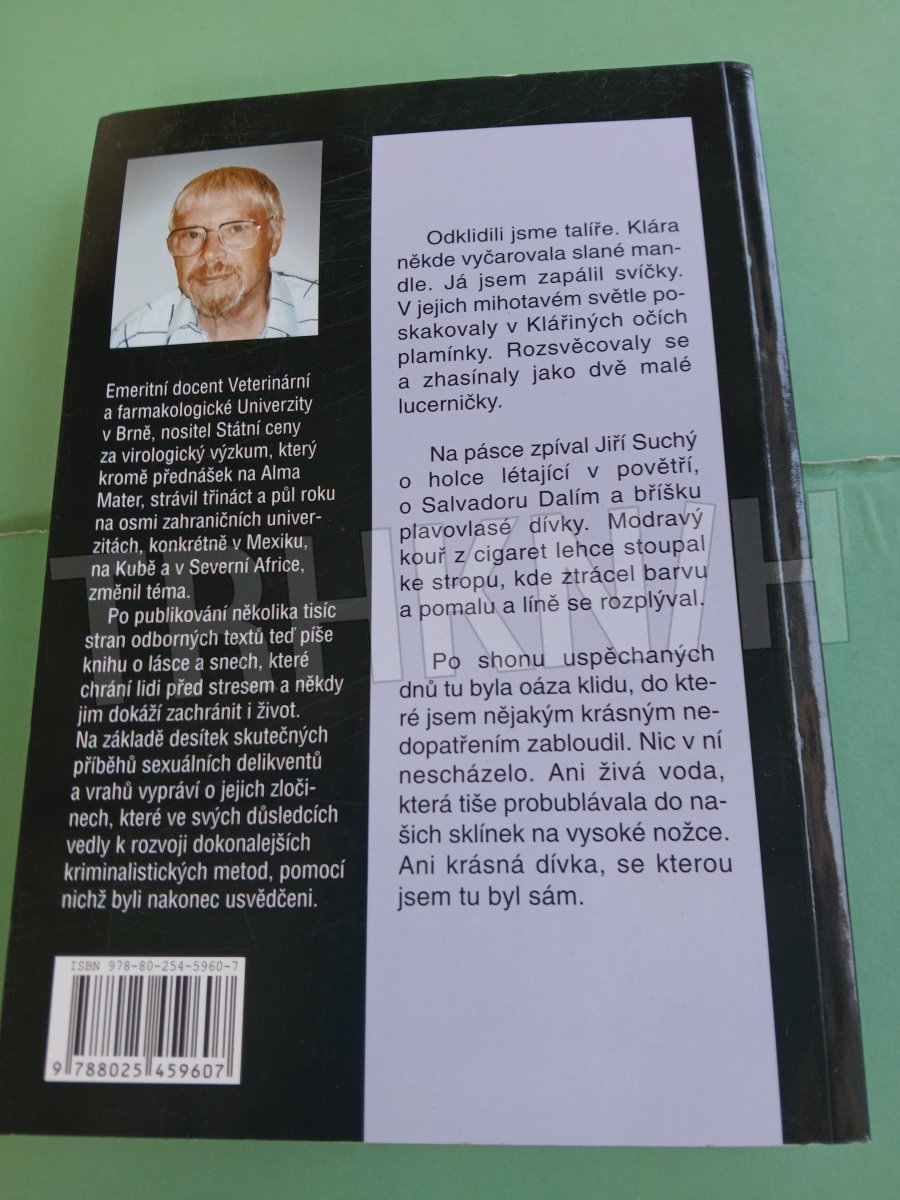 Emeritní docent Veterinární
a farmakologické Univerzity
v Brně, nositel Státní ceny
za virologický výzkum, který
kromě přednášek na Alma
Mater, strávil třináct a půl roku
na osmi zahraničních univer-
zitách, konkrétně v Mexiku,
na Kubě a v Severní Africe,
změnil téma.
Po publikování několika tisíc
stran odborných textů teď píše
knihu o lásce a snech, které
chrání lidi před stresem a někdy
jim dokáží zachránit i život.
Na základě desítek skutečných
příběhů sexuálních delikventů
a vrahů vypráví o jejich zloči-
nech, které ve svých důsledcích
vedly k rozvoji dokonalejších
kriminalistických metod, pomocí
nichž byli nakonec usvědčeni.
ISBN 978-80-254-5960-7
9 788025 459607
Odklidili jsme talíře. Klára
někde vyčarovala slané man-
dle. Já jsem zapálil svíčky.
V jejich mihotavém světle po-
skakovaly v Klářiných očích
plamínky. Rozsvěcovaly se
a zhasínaly jako dvě malé
lucerničky.
Na pásce zpíval Jiří Suchý
o holce létající v povětří,
o Salvadoru Dalím a bříšku
plavovlasé dívky. Modravý
kouř z cigaret lehce stoupal
ke stropu, kde ztrácel barvu
a pomalu a líně se rozplýval.
Po shonu uspěchaných
dnů tu byla oáza klidu, do kte-
ré jsem nějakým krásným ne-
dopatřením zabloudil. Nic v ní
nescházelo. Ani živá voda,
která tiše probublávala do na-
šich sklínek na vysoké nožce.
Ani krásná dívka, se kterou
jsem tu byl sám.
TRHKNIH